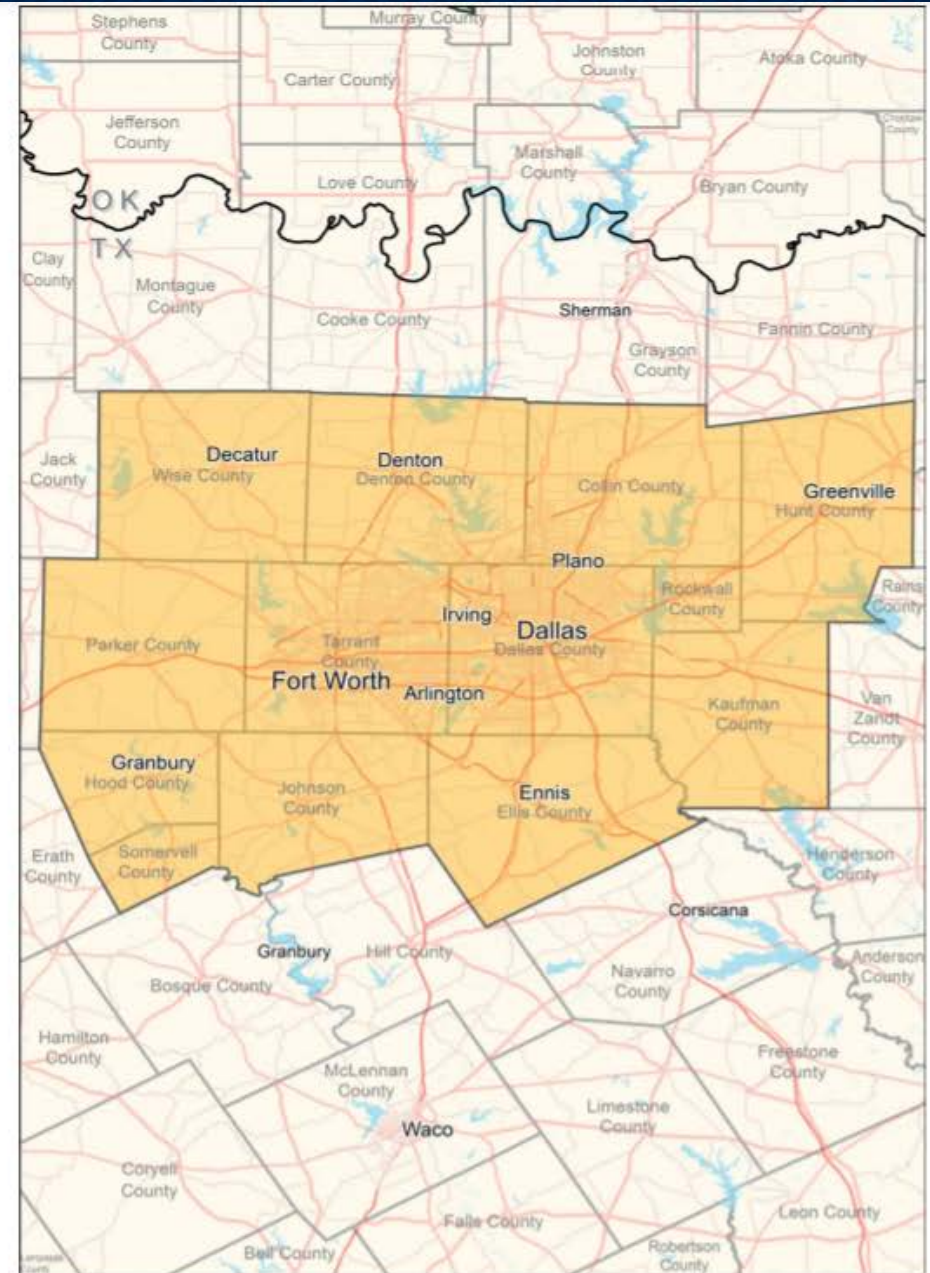 Stephens
County
Murray County
Johnston
County
Atoka County
Carter County
Jefferson
County
Choctaw
County
Marshall
County
Love County
Bryan County
OK
TX
Clay
County
Montague
County
Cooke County
Sherman
Fannin County
Grayson
County
Jack
County
Decatur
Wise County
Denton
Denton County
Collin County
Greenville
Hunt County
Plano
Rockwall
County
Rains
County
Irving
Dallas
Dallas County
Parker County
Tarrant
County
Fort Worth
Arlington
Kaufman
County
Van
Zandt
County
Granbury
Hood County
Johnson
County
Ennis
Ellis County
Erath
County
Somervell
County
Henderson
County
Corsicana
Granbury
Hill County
Bosque County
Navarro
County
Anderson
County
Hamilton
County
McLennan
County
Freestone
County
Limestone
County
Waco
Coryell
County
Falls County
Leon County
Bell County
Robertson
County